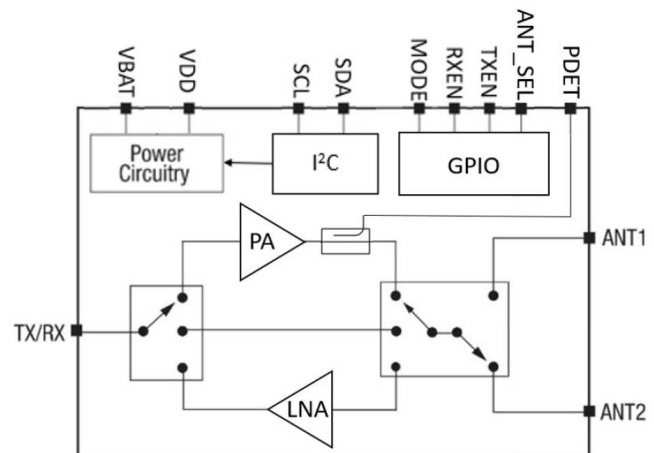 VBAT
VDD
SCL
SDA
MODE
RXEN
TXEN
ANT_SEL
PDET
Power
Circuitry
I²C
GPIO
PA
ANT1
TX/RX
LNA
ANT2